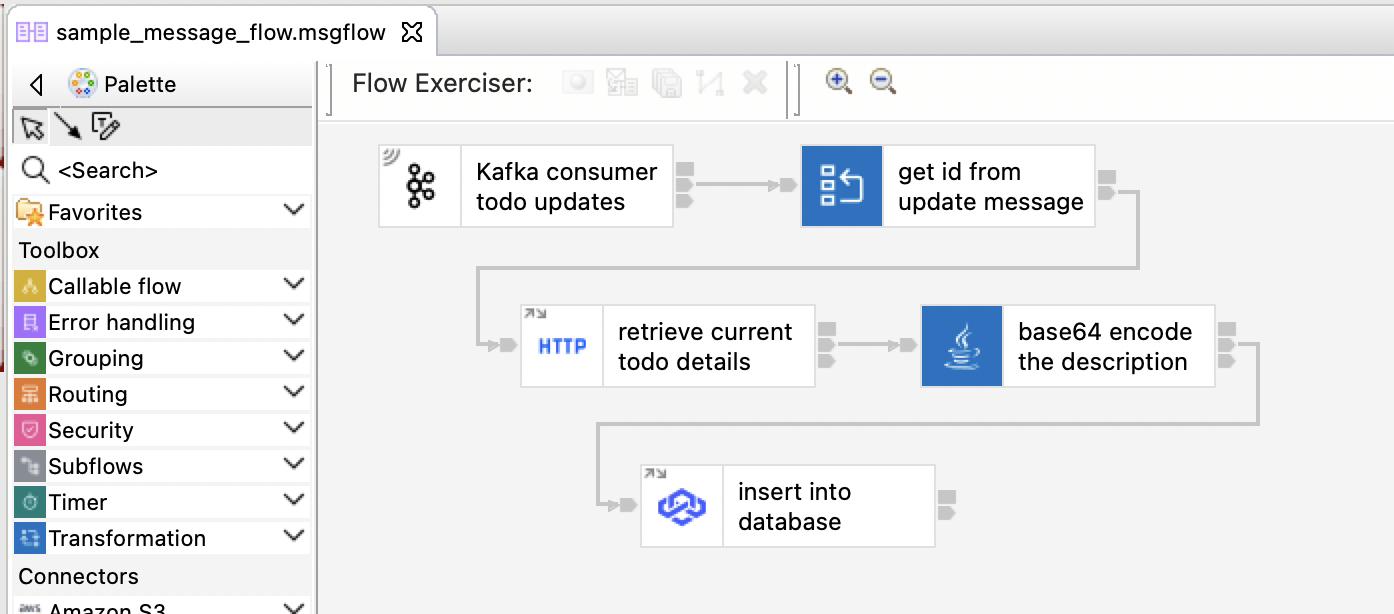 sample_message_flow.msgflow
Palette
Flow Exerciser:
<Search>
Favorites
Toolbox
Callable flow
Error handling
Grouping
Routing
Security
Subflows
Timer
Transformation
Connectors
aws Amazon S3
Kafka consumer
todo updates
get id from
update message
HTTP
retrieve current
todo details
base64 encode
the description
insert into
database